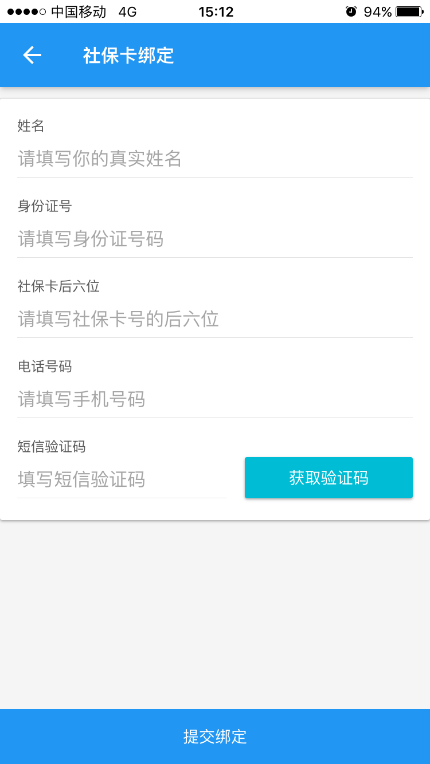 中国移动 4G 15:12 94%
社保卡绑定
姓名
请填写你的真实姓名
身份证号
请填写身份证号码
社保卡后六位
请填写社保卡号的后六位
电话号码
请填写手机号码
短信验证码
填写短信验证码 获取验证码
提交绑定